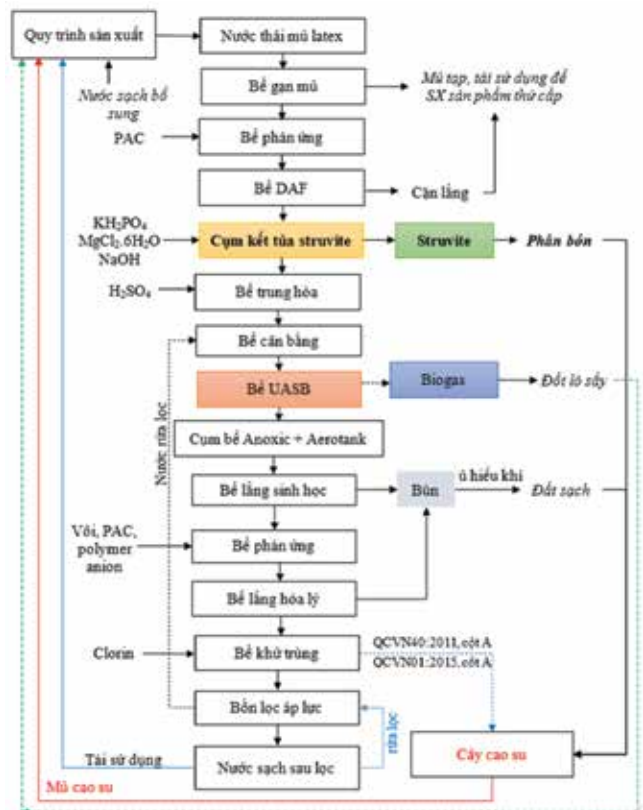 Quy trình sản xuất
Nước thải mủ latex
Bể gạn mủ
Mủ tạp, tái sử dụng để
SX sản phẩm thứ cấp
Nước sạch bổ
sung
PAC
Bể phản ứng
Bể DAF
Cặn lắng
KH₂PO₄
MgCl₂.6H₂O
NaOH
Cụm kết tủa struvite
Struvite
Phân bón
H₂SO₄
Bể trung hòa
Bể cân bằng
Bể UASB
Biogas
Đốt lò sấy
Nước rửa lọc
Cụm bể Anoxic + Aerotank
Bể lắng sinh học
Bùn
ủ hiếu khí
Đất sạch
Vôi, PAC,
polymer
anion
Bể phản ứng
Bể lắng hóa lý
Clorin
Bể khử trùng
QCVN40:2011, cột A
QCVN01:2015, cột A
Bồn lọc áp lực
rửa lọc
Cây cao su
Tái sử dụng
Nước sạch sau lọc
Mủ cao su